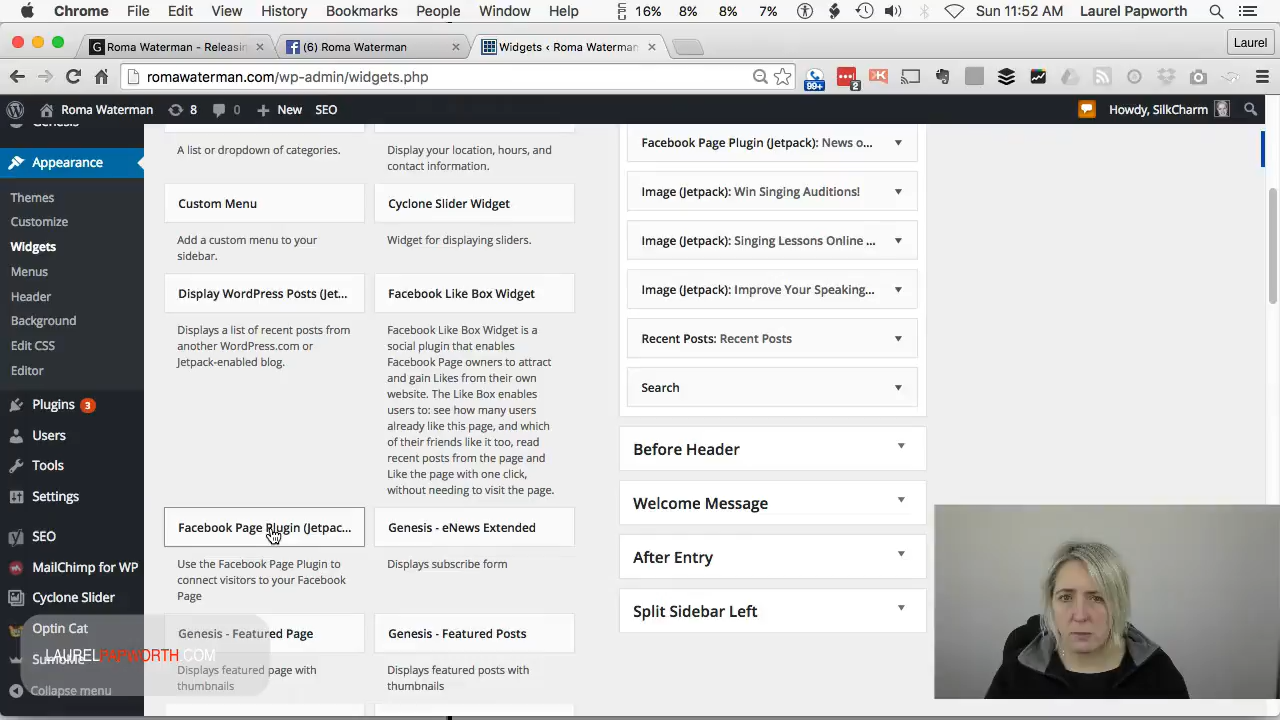 Chrome File Edit View History Bookmarks People Window Help 16% 8% 8% 7% Sun 11:52 AM Laurel Papworth
Roma Waterman - Releasin
(6) Roma Waterman
Widgets < Roma Waterman
Laurel
romawaterman.com/wp-admin/widgets.php
99+
2
Roma Waterman 8 0 New SEO Howdy, SilkCharm
Appearance
Themes
Customize
Widgets
Menus
Header
Background
Edit CSS
Editor
Plugins 3
Users
Tools
Settings
SEO
MailChimp for WP
Cyclone Slider
Optin Cat
SumoMe
Collapse menu
LAURELPAPWORTH.COM
A list or dropdown of categories.
Display your location, hours, and
contact information.
Custom Menu
Add a custom menu to your
sidebar.
Cyclone Slider Widget
Widget for displaying sliders.
Display WordPress Posts (Jet...
Displays a list of recent posts from
another WordPress.com or
Jetpack-enabled blog.
Facebook Like Box Widget
Facebook Like Box Widget is a
social plugin that enables
Facebook Page owners to attract
and gain Likes from their own
website. The Like Box enables
users to: see how many users
already like this page, and which
of their friends like it too, read
recent posts from the page and
Like the page with one click,
without needing to visit the page.
Facebook Page Plugin (Jetpac...
Use the Facebook Page Plugin to
connect visitors to your Facebook
Page
Genesis - eNews Extended
Displays subscribe form
Genesis - Featured Page
Displays featured page with
thumbnails
Genesis - Featured Posts
Displays featured posts with
thumbnails
Facebook Page Plugin (Jetpack): News o...
Image (Jetpack): Win Singing Auditions!
Image (Jetpack): Singing Lessons Online ...
Image (Jetpack): Improve Your Speaking...
Recent Posts: Recent Posts
Search
Before Header
Welcome Message
After Entry
Split Sidebar Left